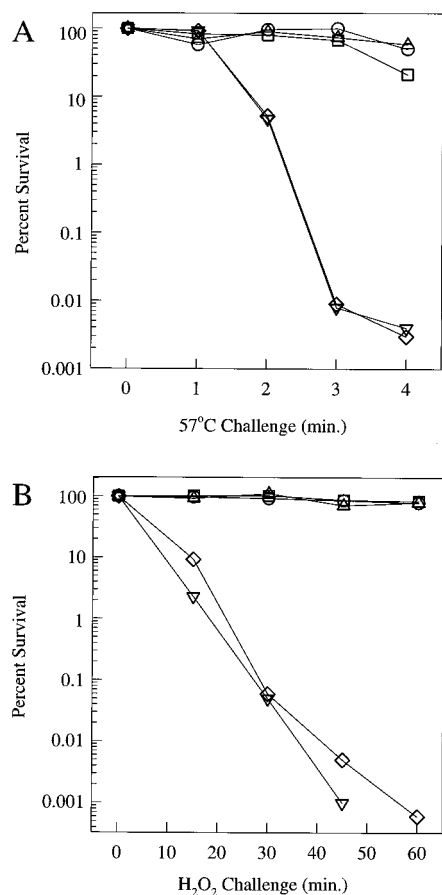 A
100
10
1
0.1
0.01
0.001
Percent Survival
0 1 2 3 4
57°C Challenge (min.)
B
100
10
1
0.1
0.01
0.001
Percent Survival
0 10 20 30 40 50 60
H₂O₂ Challenge (min.)